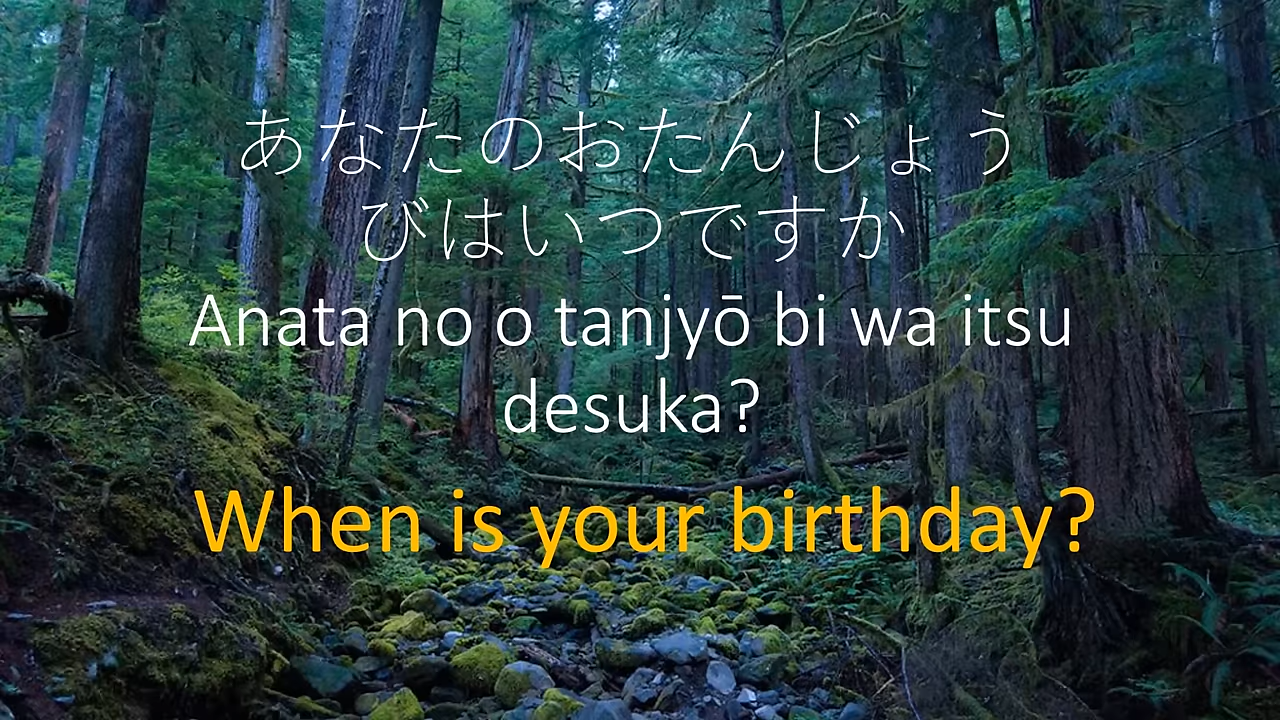 あなたのおたんじょう
びはいつですか
Anata no o tanjyō bi wa itsu
desuka?
When is your birthday?